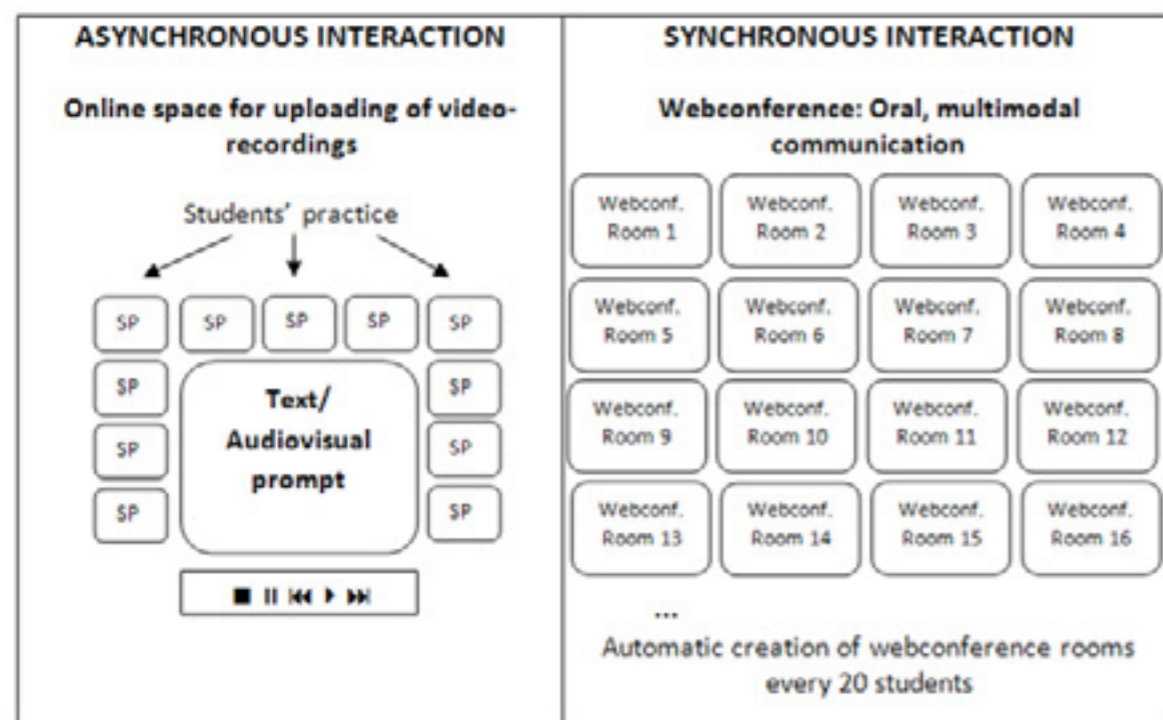 ASYNCHRONOUS INTERACTION
Online space for uploading of video-
recordings
Students' practice
SP SP SP SP SP
Text/
Audiovisual
prompt
SP SP
SP SP
SP SP
SYNCHRONOUS INTERACTION
Webconference: Oral, multimodal
communication
Webconf. Webconf. Webconf. Webconf.
Room 1 Room 2 Room 3 Room 4
Webconf. Webconf. Webconf. Webconf.
Room 5 Room 6 Room 7 Room 8
Webconf. Webconf. Webconf. Webconf.
Room 9 Room 10 Room 11 Room 12
Webconf. Webconf. Webconf. Webconf.
Room 13 Room 14 Room 15 Room 16
...
Automatic creation of webconference rooms
every 20 students